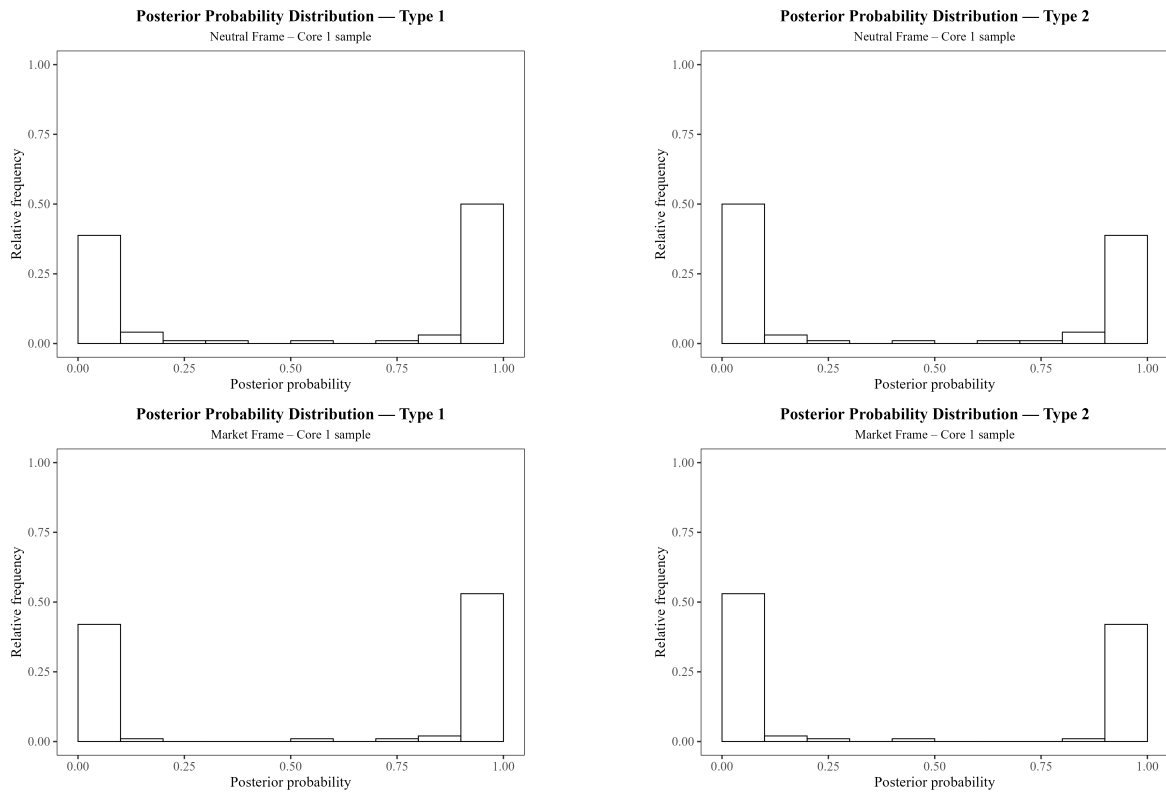 Posterior Probability Distribution — Type 1
Neutral Frame – Core 1 sample
1.00
0.75
0.50
0.25
0.00
Relative frequency
0.00 0.25 0.50 0.75 1.00
Posterior probability
Posterior Probability Distribution — Type 2
Neutral Frame – Core 1 sample
1.00
0.75
0.50
0.25
0.00
Relative frequency
0.00 0.25 0.50 0.75 1.00
Posterior probability
Posterior Probability Distribution — Type 1
Market Frame – Core 1 sample
1.00
0.75
0.50
0.25
0.00
Relative frequency
0.00 0.25 0.50 0.75 1.00
Posterior probability
Posterior Probability Distribution — Type 2
Market Frame – Core 1 sample
1.00
0.75
0.50
0.25
0.00
Relative frequency
0.00 0.25 0.50 0.75 1.00
Posterior probability